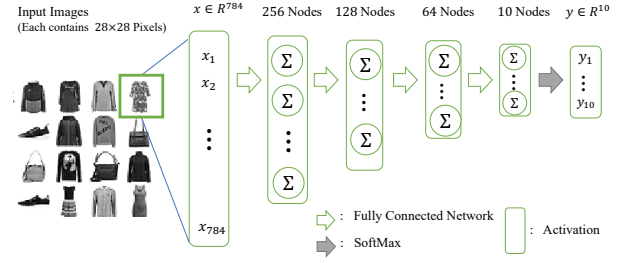 Input Images
(Each contains 28×28 Pixels)
x ∈ R^784
256 Nodes
128 Nodes
64 Nodes
10 Nodes
y ∈ R^10
x_1
x_2
⋮
x_784
Σ
Σ
⋮
Σ
Σ
⋮
Σ
Σ
⋮
Σ
Σ
⋮
Σ
y_1
⋮
y_10
: Fully Connected Network
: SoftMax
: Activation